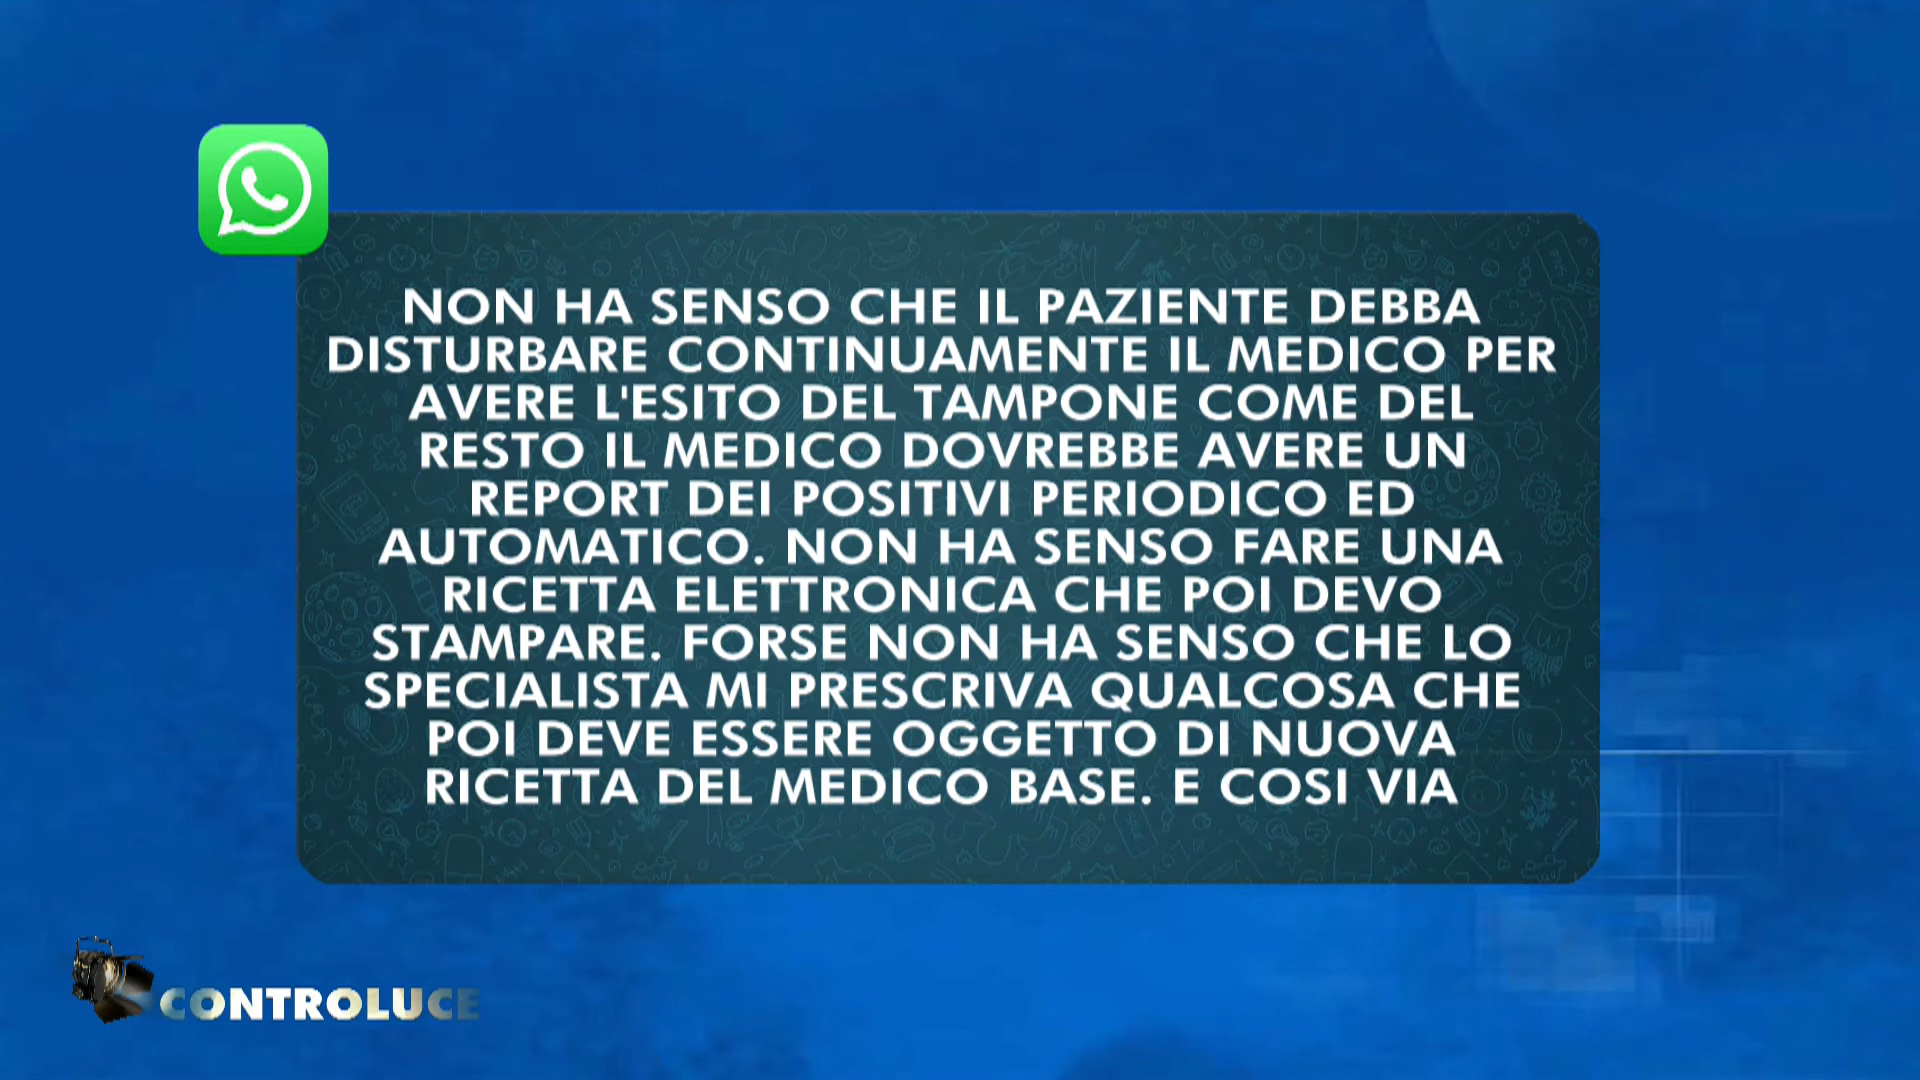 NON HA SENSO CHE IL PAZIENTE DEBBA
DISTURBARE CONTINUAMENTE IL MEDICO PER
AVERE L'ESITO DEL TAMPONE COME DEL
RESTO IL MEDICO DOVREBBE AVERE UN
REPORT DEI POSITIVI PERIODICO ED
AUTOMATICO. NON HA SENSO FARE UNA
RICETTA ELETTRONICA CHE POI DEVO
STAMPARE. FORSE NON HA SENSO CHE LO
SPECIALISTA MI PRESCRIVA QUALCOSA CHE
POI DEVE ESSERE OGGETTO DI NUOVA
RICETTA DEL MEDICO BASE. E COSI VIA
CONTROLUCE